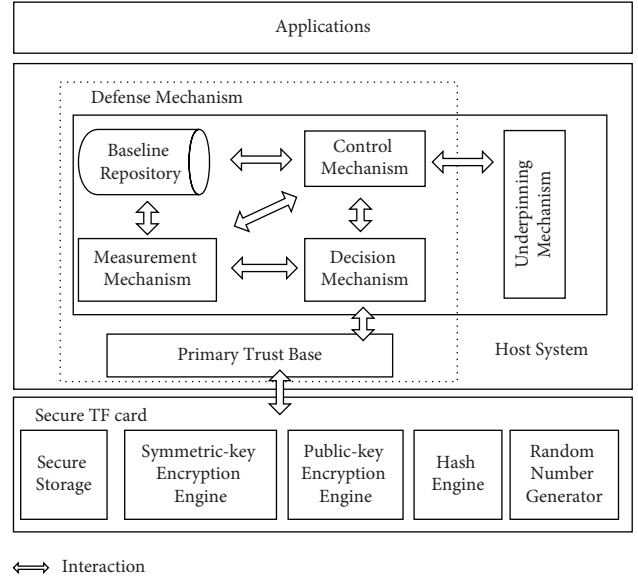 Applications
Defense Mechanism
Baseline
Repository
Control
Mechanism
Underpinning
Mechanism
Measurement
Mechanism
Decision
Mechanism
Primary Trust Base
Host System
Secure TF card
Secure
Storage
Symmetric-key
Encryption
Engine
Public-key
Encryption
Engine
Hash
Engine
Random
Number
Generator
Interaction